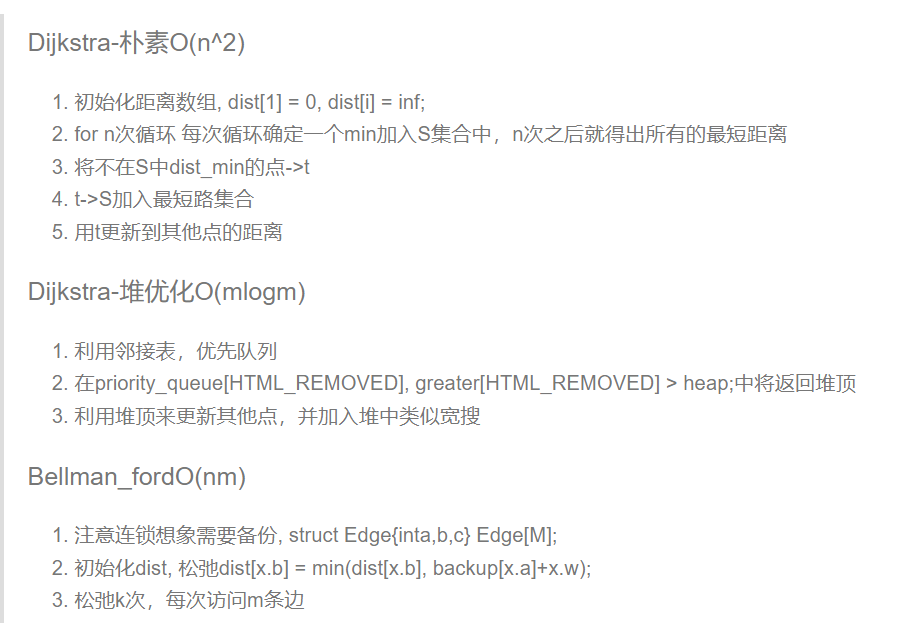 Dijkstra-朴素O(n^2)
1. 初始化距离数组, dist[1] = 0, dist[i] = inf;
2. for n次循环 每次循环确定一个min加入S集合中，n次之后就得出所有的最短距离
3. 将不在S中dist_min的点->t
4. t->S加入最短路集合
5. 用t更新到其他点的距离
Dijkstra-堆优化O(mlogm)
1. 利用邻接表，优先队列
2. 在priority_queue[HTML_REMOVED], greater[HTML_REMOVED] > heap;中将返回堆顶
3. 利用堆顶来更新其他点，并加入堆中类似宽搜
Bellman_fordO(nm)
1. 注意连锁想象需要备份, struct Edge{inta,b,c} Edge[M];
2. 初始化dist, 松弛dist[x.b] = min(dist[x.b], backup[x.a]+x.w);
3. 松弛k次，每次访问m条边